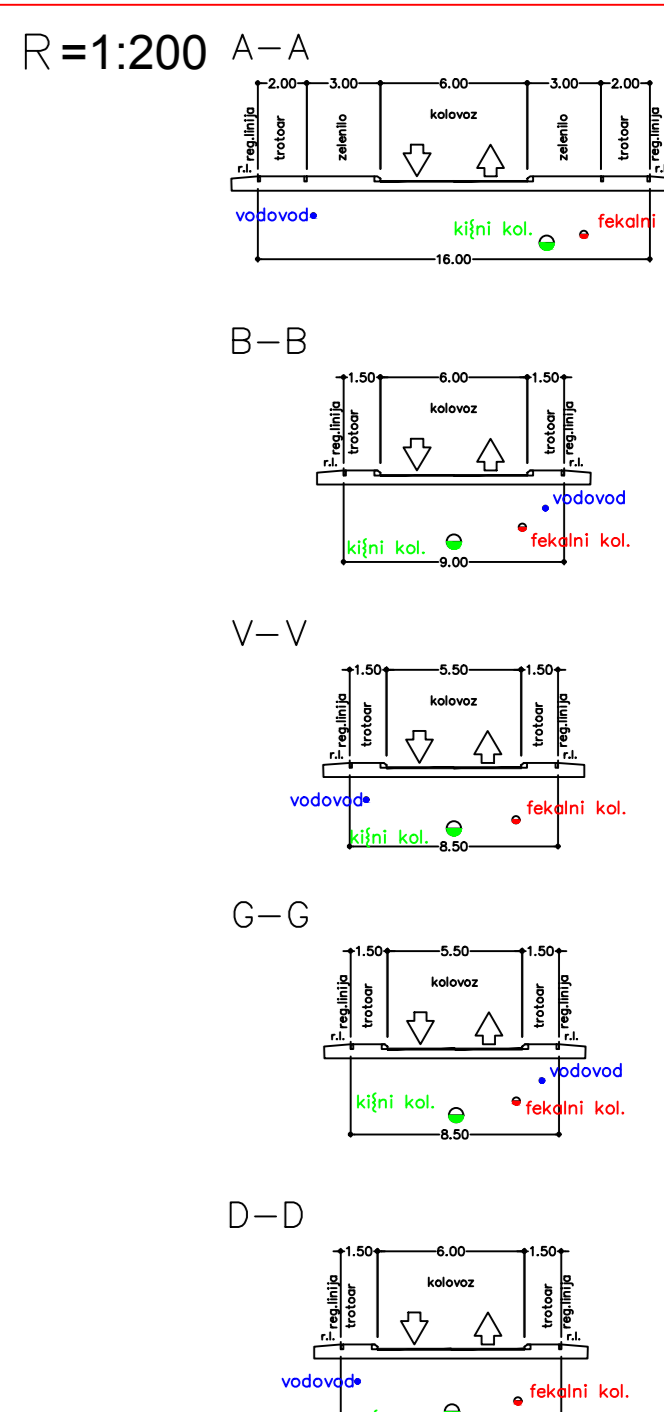 R =1:200
A-A
2.00 3.00 6.00 3.00 2.00
reg.linija trotoar zelenilo kolovoz zelenilo trotoar reg.linija
r.l.
vodovod
ki{ni kol.
fekalni
16.00
B-B
1.50 6.00 1.50
reg.linija trotoar kolovoz trotoar reg.linija
r.l. r.l.
vodovod
ki{ni kol.
fekalni kol.
9.00
V-V
1.50 5.50 1.50
reg.linija trotoar kolovoz trotoar reg.linija
r.l. r.l.
vodovod
ki{ni kol.
fekalni kol.
8.50
G-G
1.50 5.50 1.50
reg.linija trotoar kolovoz trotoar reg.linija
r.l. r.l.
vodovod
ki{ni kol.
fekalni kol.
8.50
D-D
1.50 6.00 1.50
reg.linija trotoar kolovoz trotoar reg.linija
r.l. r.l.
vodovod
fekalni kol.